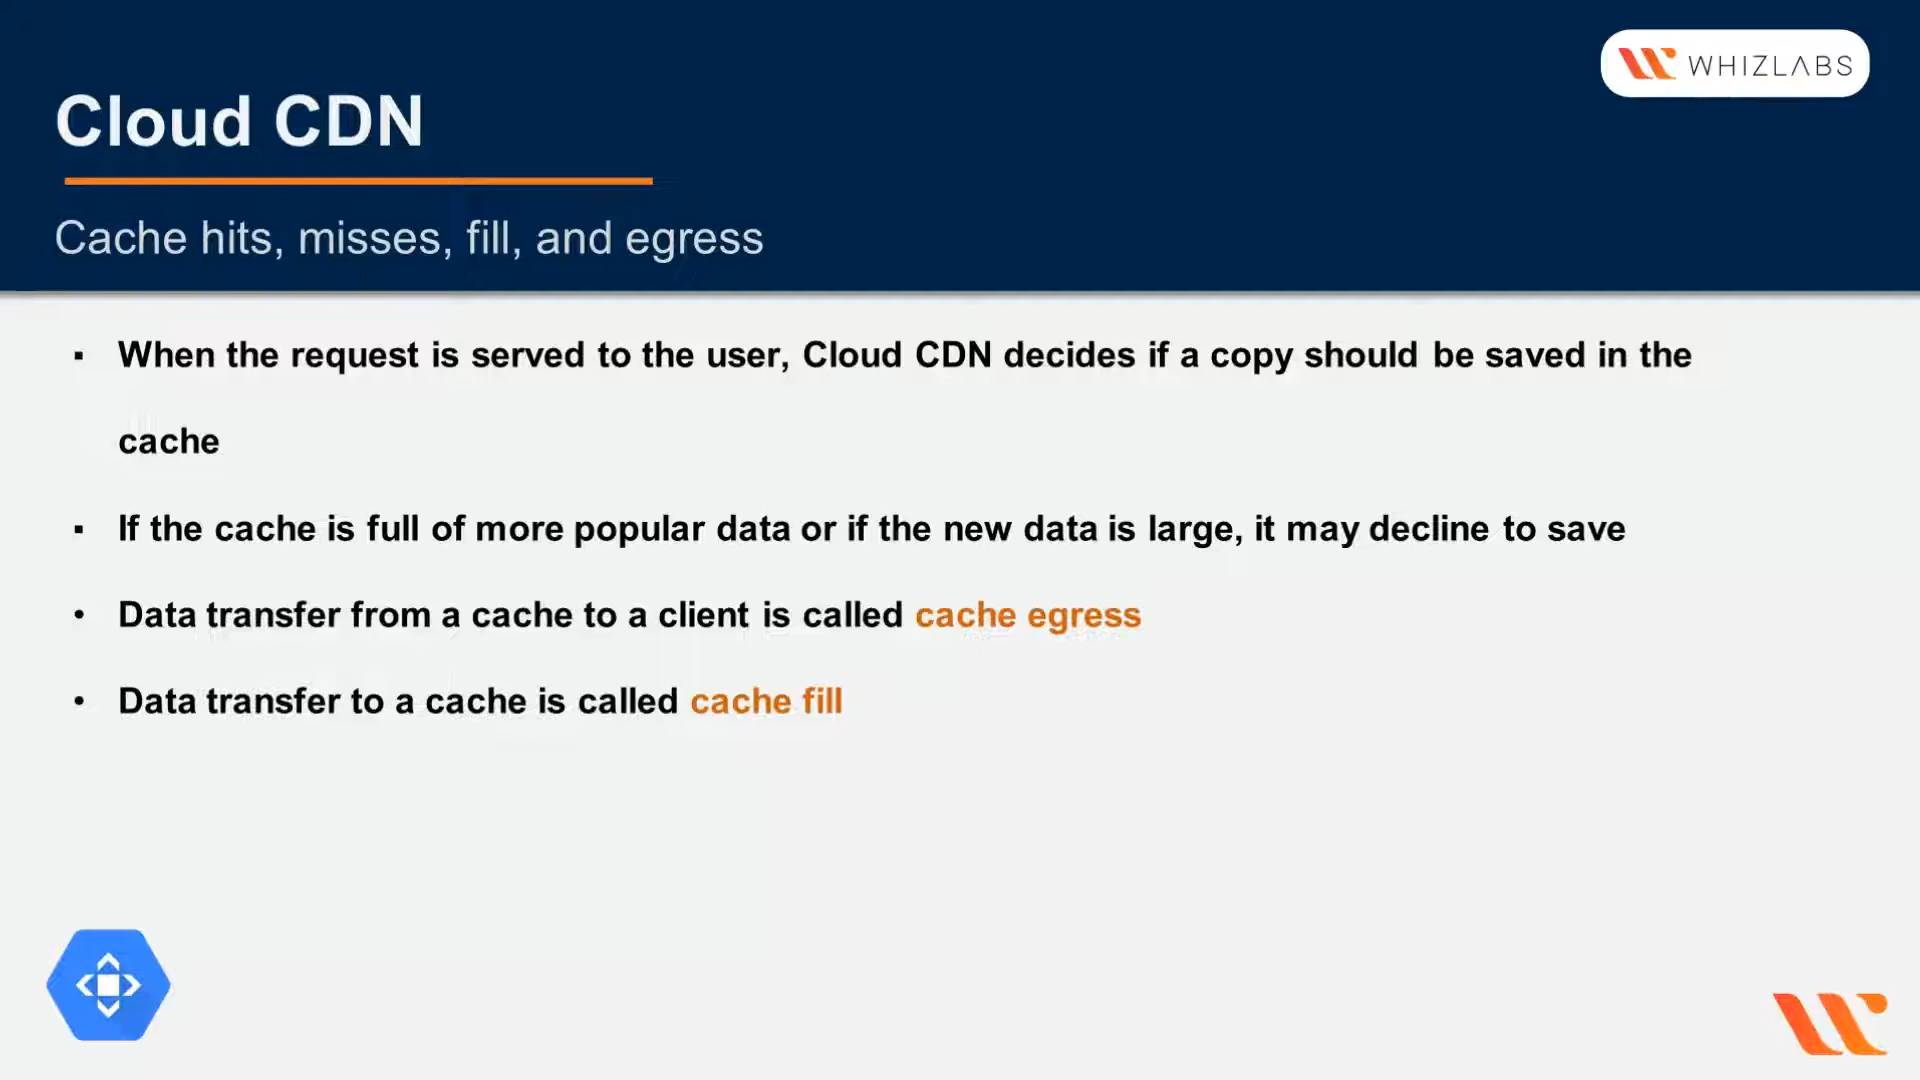 WHIZLABS
Cloud CDN
Cache hits, misses, fill, and egress
▪ When the request is served to the user, Cloud CDN decides if a copy should be saved in the
cache
▪ If the cache is full of more popular data or if the new data is large, it may decline to save
• Data transfer from a cache to a client is called cache egress
• Data transfer to a cache is called cache fill